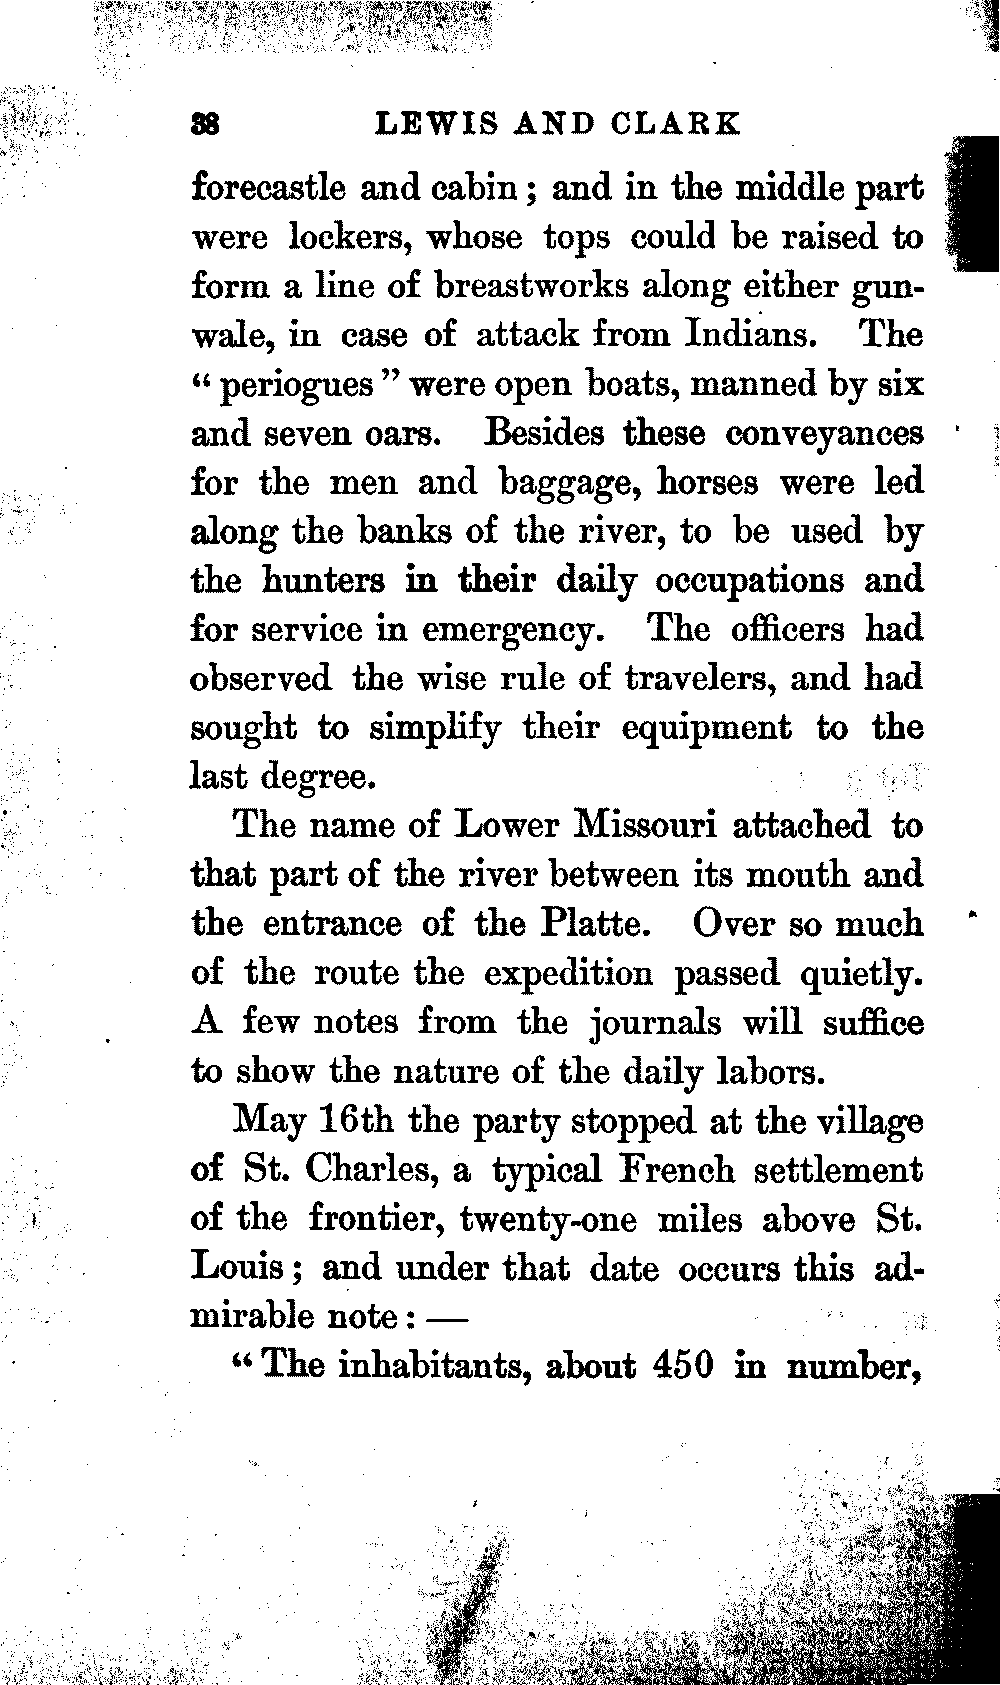 38 LEWIS AND CLARK
forecastle and cabin ; and in the middle part
were lockers, whose tops could be raised to
form a line of breastworks along either gun-
wale, in case of attack from Indians. The
“ periogues ” were open boats, manned by six
and seven oars. Besides these conveyances
for the men and baggage, horses were led
along the banks of the river, to be used by
the hunters in their daily occupations and
for service in emergency. The officers had
observed the wise rule of travelers, and had
sought to simplify their equipment to the
last degree.
The name of Lower Missouri attached to
that part of the river between its mouth and
the entrance of the Platte. Over so much
of the route the expedition passed quietly.
A few notes from the journals will suffice
to show the nature of the daily labors.
May 16th the party stopped at the village
of St. Charles, a typical French settlement
of the frontier, twenty-one miles above St.
Louis ; and under that date occurs this ad-
mirable note : —
“ The inhabitants, about 450 in number,